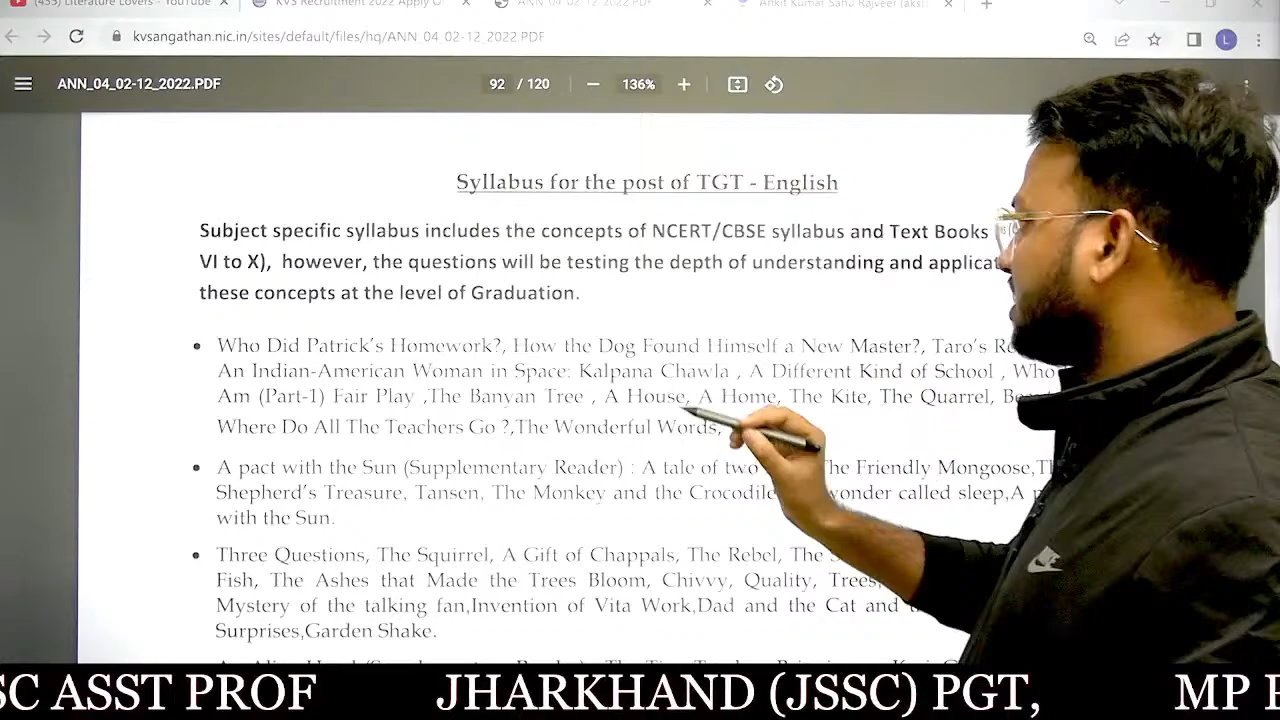 (455) Literature Lovers - YouTube
KVS Recruitment 2022 Apply O
ANN_04_02-12_2022.PDF
Ankit Kumar Sahu Rajveer (aksl
kvsangathan.nic.in/sites/default/files/hq/ANN_04_02-12_2022.PDF
L
ANN_04_02-12_2022.PDF
92 / 120
136%
Syllabus for the post of TGT - English
Subject specific syllabus includes the concepts of NCERT/CBSE syllabus and Text Books
VI to X), however, the questions will be testing the depth of understanding and applicat
these concepts at the level of Graduation.
• Who Did Patrick's Homework?, How the Dog Found Himself a New Master?, Taro's Re
An Indian-American Woman in Space: Kalpana Chawla , A Different Kind of School , Who
Am (Part-1) Fair Play ,The Banyan Tree , A House, A Home, The Kite, The Quarrel,
Where Do All The Teachers Go ?,The Wonderful Words,
• A pact with the Sun (Supplementary Reader) : A tale of two The Friendly Mongoose,
Shepherd's Treasure, Tansen, The Monkey and the Crocodile wonder called sleep,A
with the Sun.
• Three Questions, The Squirrel, A Gift of Chappals, The Rebel, The
Fish, The Ashes that Made the Trees Bloom, Chivvy, Quality, Trees,
Mystery of the talking fan,Invention of Vita Work,Dad and the Cat and
Surprises,Garden Shake.
SC ASST PROF JHARKHAND (JSSC) PGT, MP